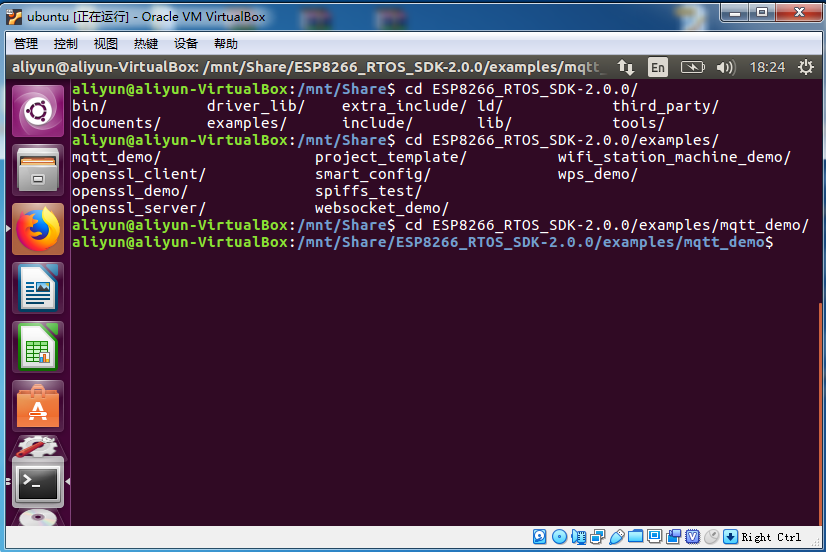 ubuntu [正在运行] - Oracle VM VirtualBox
管理 控制 视图 热键 设备 帮助
aliyun@aliyun-VirtualBox: /mnt/Share/ESP8266_RTOS_SDK-2.0.0/examples/mqtt_ En 18:24
aliyun@aliyun-VirtualBox:/mnt/Share$ cd ESP8266_RTOS_SDK-2.0.0/
bin/ driver_lib/ extra_include/ ld/ third_party/
documents/ examples/ include/ lib/ tools/
aliyun@aliyun-VirtualBox:/mnt/Share$ cd ESP8266_RTOS_SDK-2.0.0/examples/
mqtt_demo/ project_template/ wifi_station_machine_demo/
openssl_client/ smart_config/ wps_demo/
openssl_demo/ spiffs_test/
openssl_server/ websocket_demo/
aliyun@aliyun-VirtualBox:/mnt/Share$ cd ESP8266_RTOS_SDK-2.0.0/examples/mqtt_demo/
aliyun@aliyun-VirtualBox:/mnt/Share/ESP8266_RTOS_SDK-2.0.0/examples/mqtt_demo$
Right Ctrl